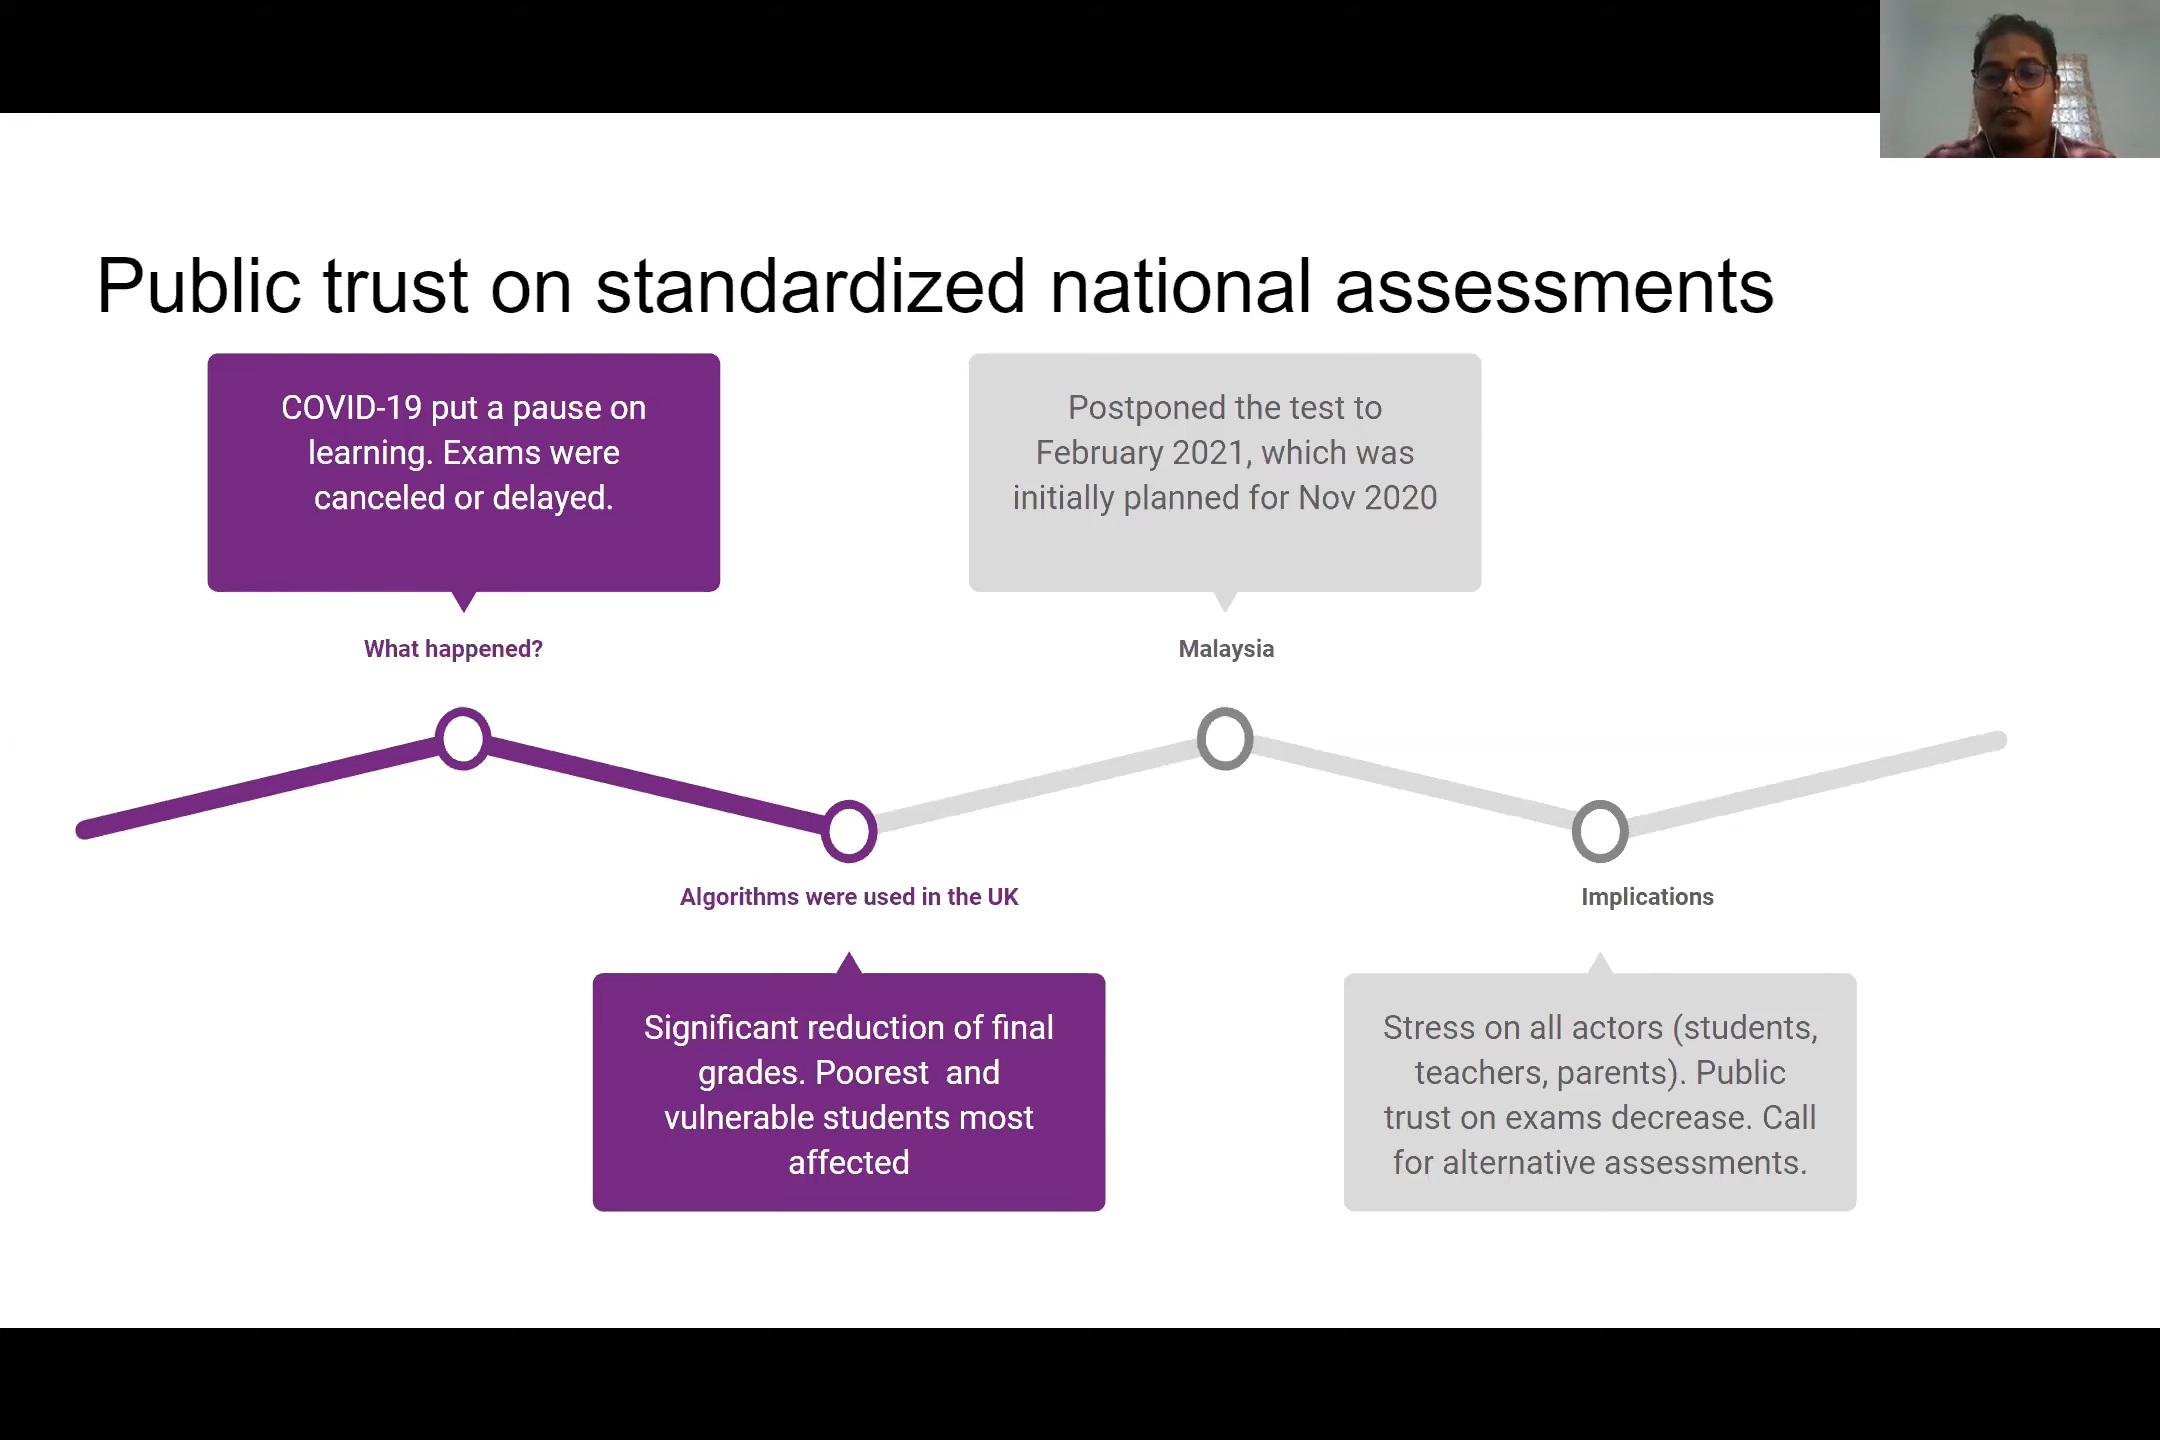 Public trust on standardized national assessments
COVID-19 put a pause on
learning. Exams were
canceled or delayed.
What happened?
Algorithms were used in the UK
Significant reduction of final
grades. Poorest  and
vulnerable students most
affected
Postponed the test to
February 2021, which was
initially planned for Nov 2020
Malaysia
Implications
Stress on all actors (students,
teachers, parents). Public
trust on exams decrease. Call
for alternative assessments.